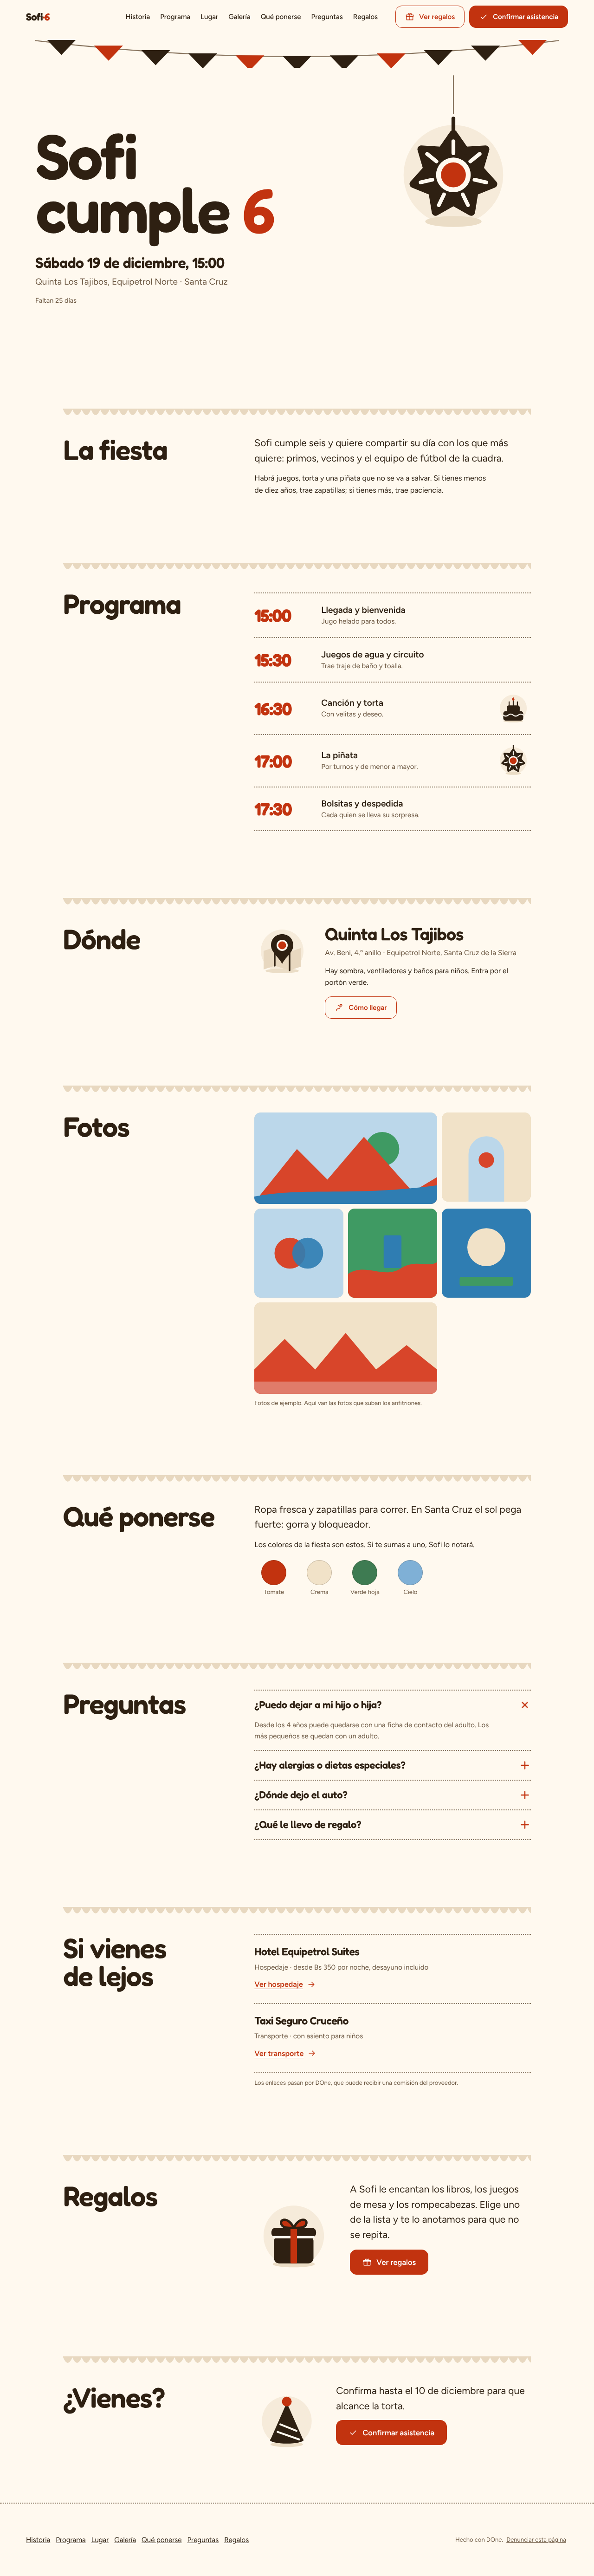 Sofi·6
Historia Programa Lugar Galería Qué ponerse Preguntas Regalos Ver regalos Confirmar asistencia
Sofi
cumple 6
Sábado 19 de diciembre, 15:00
Quinta Los Tajibos, Equipetrol Norte · Santa Cruz
Faltan 25 días
La fiesta
Sofi cumple seis y quiere compartir su día con los que más
quiere: primos, vecinos y el equipo de fútbol de la cuadra.
Habrá juegos, torta y una piñata que no se va a salvar. Si tienes menos
de diez años, trae zapatillas; si tienes más, trae paciencia.
Programa
15:00 Llegada y bienvenida
Jugo helado para todos.
15:30 Juegos de agua y circuito
Trae traje de baño y toalla.
16:30 Canción y torta
Con velitas y deseo.
17:00 La piñata
Por turnos y de menor a mayor.
17:30 Bolsitas y despedida
Cada quien se lleva su sorpresa.
Dónde
Quinta Los Tajibos
Av. Beni, 4.º anillo · Equipetrol Norte, Santa Cruz de la Sierra
Hay sombra, ventiladores y baños para niños. Entra por el
portón verde.
Cómo llegar
Fotos
Fotos de ejemplo. Aquí van las fotos que suban los anfitriones.
Qué ponerse
Ropa fresca y zapatillas para correr. En Santa Cruz el sol pega
fuerte: gorra y bloqueador.
Los colores de la fiesta son estos. Si te sumas a uno, Sofi lo notará.
Tomate Crema Verde hoja Cielo
Preguntas
¿Puedo dejar a mi hijo o hija?
Desde los 4 años puede quedarse con una ficha de contacto del adulto. Los
más pequeños se quedan con un adulto.
¿Hay alergias o dietas especiales?
¿Dónde dejo el auto?
¿Qué le llevo de regalo?
Si vienes
de lejos
Hotel Equipetrol Suites
Hospedaje · desde Bs 350 por noche, desayuno incluido
Ver hospedaje
Taxi Seguro Cruceño
Transporte · con asiento para niños
Ver transporte
Los enlaces pasan por DOne, que puede recibir una comisión del proveedor.
Regalos
A Sofi le encantan los libros, los juegos
de mesa y los rompecabezas. Elige uno
de la lista y te lo anotamos para que no
se repita.
Ver regalos
¿Vienes?
Confirma hasta el 10 de diciembre para que
alcance la torta.
Confirmar asistencia
Historia Programa Lugar Galería Qué ponerse Preguntas Regalos
Hecho con DOne. Denunciar esta página